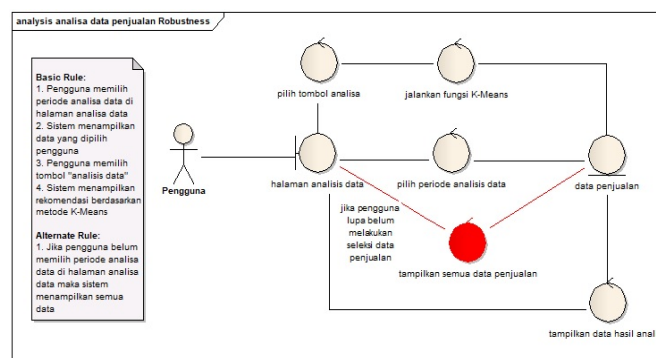 analysis analisa data penjualan Robustness
Basic Rule:
1. Pengguna memilih
periode analisa data di
halaman analisa data
2. Sistem menampilkan
data yang dipilih
pengguna
3. Pengguna memilih
tombol "analisis data"
4. Sistem menampilkan
rekomendasi berdasarkan
metode K-Means
Alternate Rule:
1. Jika pengguna belum
memilih periode analisa
data di halaman analisa
data maka sistem
menampilkan semua
data
Pengguna
pilih tombol analisa
jalankan fungsi K-Means
halaman analisis data
pilih periode analisis data
data penjualan
jika pengguna
lupa belum
melakukan
seleksi data
penjualan
tampilkan semua data penjualan
tampilkan data hasil anal